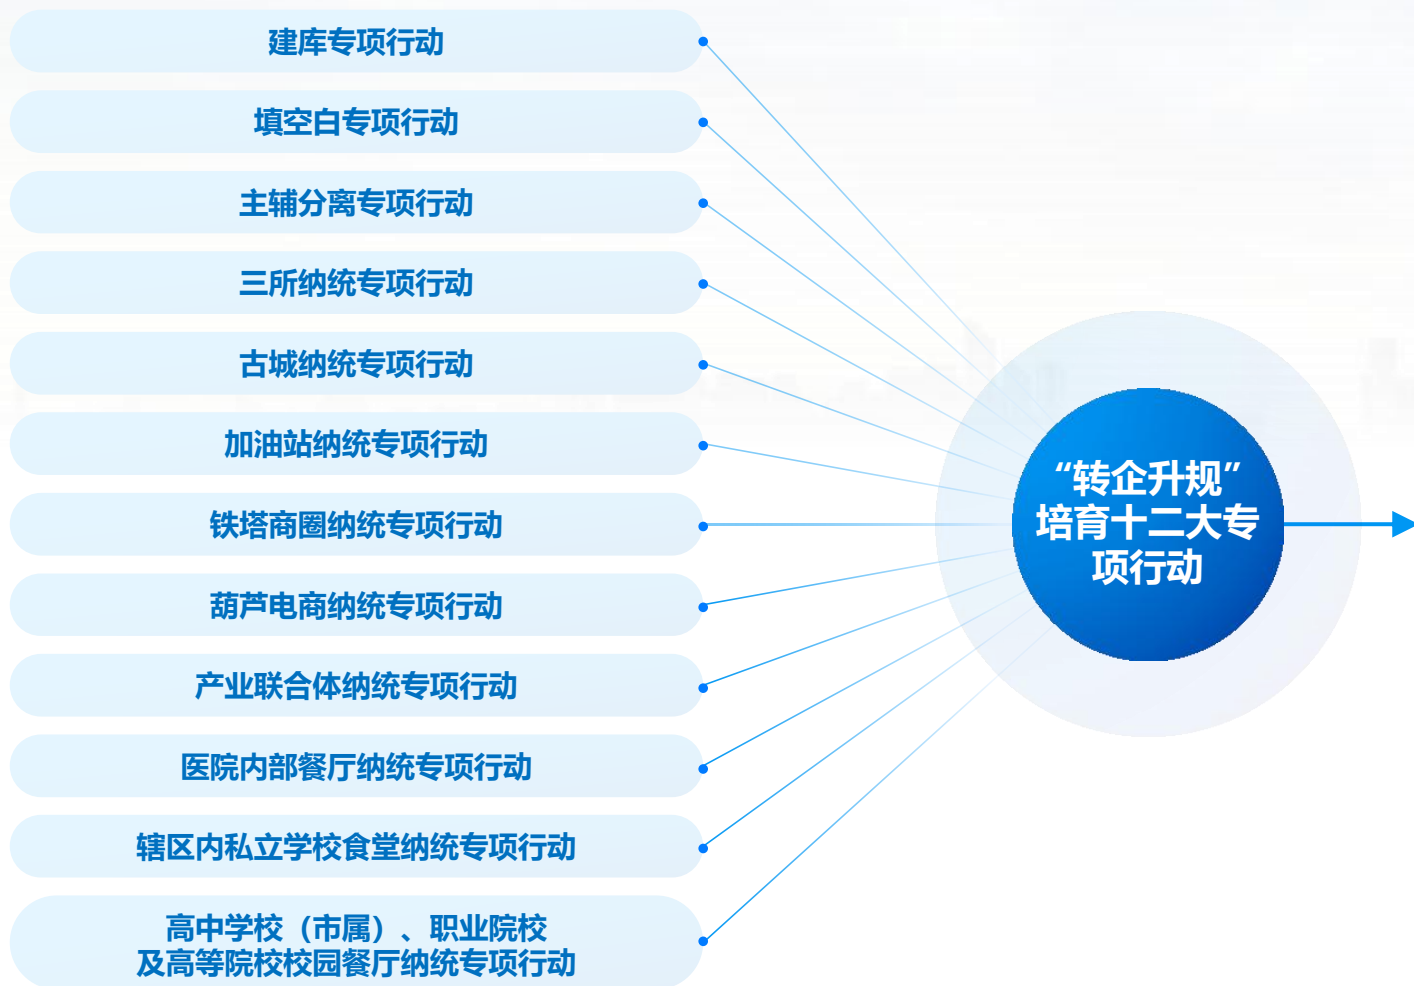 建库专项行动
填空白专项行动
主辅分离专项行动
三所纳统专项行动
古城纳统专项行动
加油站纳统专项行动
铁塔商圈纳统专项行动
葫芦电商纳统专项行动
产业联合体纳统专项行动
医院内部餐厅纳统专项行动
辖区内私立学校食堂纳统专项行动
高中学校（市属）、职业院校
及高等院校校园餐厅纳统专项行动
“转企升规”
培育十二大专
项行动